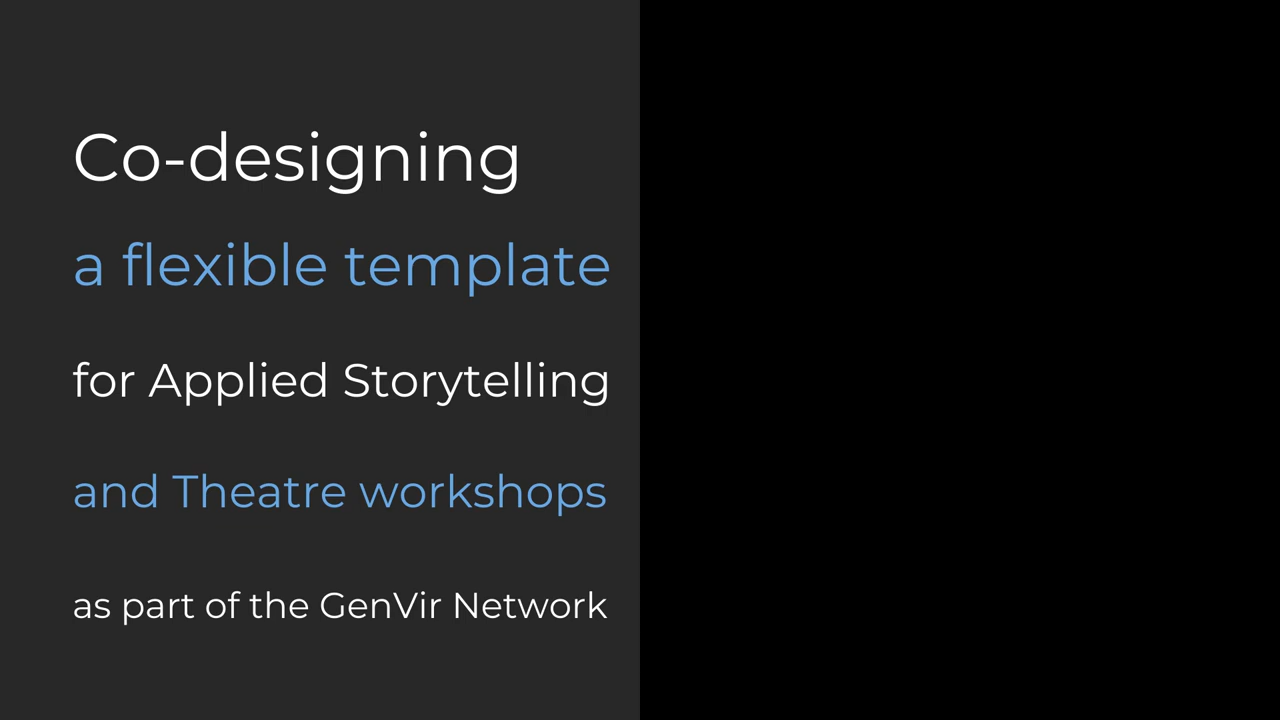 Co-designing
a flexible template
for Applied Storytelling
and Theatre workshops
as part of the GenVir Network